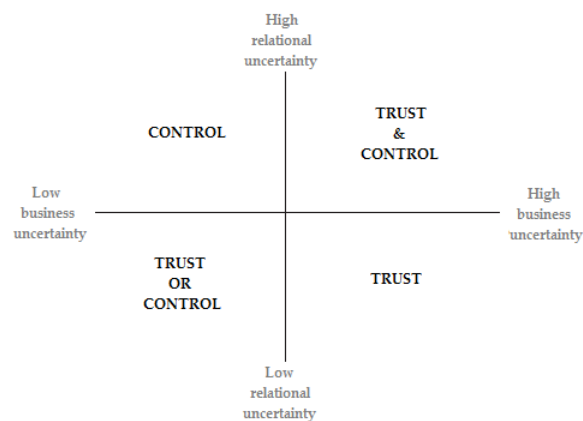 High
relational
uncertainty
CONTROL
TRUST
&
CONTROL
Low
business
uncertainty
High
business
uncertainty
TRUST
OR
CONTROL
TRUST
Low
relational
uncertainty